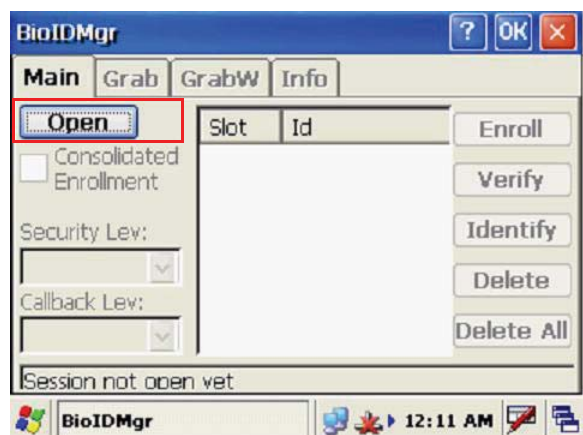 BioIDMgr ? OK X
Main Grab GrabW Info
Open Slot Id Enroll
Consolidated
Enrollment Verify
Security Lev: Identify
Delete
Callback Lev:
Delete All
Session not open yet
BioIDMgr 12:11 AM